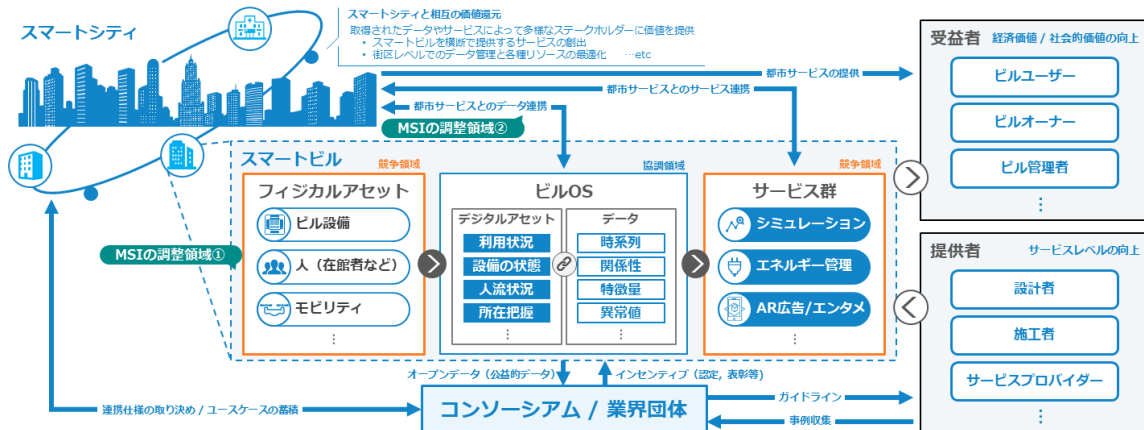 スマートシティ
スマートシティと相互の価値還元
取得されたデータやサービスによって多様なステークホルダーに価値を提供
・ スマートビルを横断で提供するサービスの創出
・ 街区レベルでのデータ管理と各種リソースの最適化 …etc
都市サービスの提供
都市サービスとのサービス連携
都市サービスとのデータ連携
MSIの調整領域②
スマートビル
競争領域
フィジカルアセット
ビル設備
人（在館者など）
モビリティ
⋮
MSIの調整領域①
協調領域
ビルOS
デジタルアセット
利用状況
設備の状態
人流状況
所在把握
⋮
データ
時系列
関係性
特徴量
異常値
⋮
競争領域
サービス群
シミュレーション
エネルギー管理
AR広告/エンタメ
⋮
受益者 経済価値 / 社会的価値の向上
ビルユーザー
ビルオーナー
ビル管理者
⋮
提供者 サービスレベルの向上
設計者
施工者
サービスプロバイダー
⋮
オープンデータ（公益的データ）
インセンティブ（認定, 表彰等）
連携仕様の取り決め / ユースケースの蓄積
コンソーシアム / 業界団体
ガイドライン
事例収集